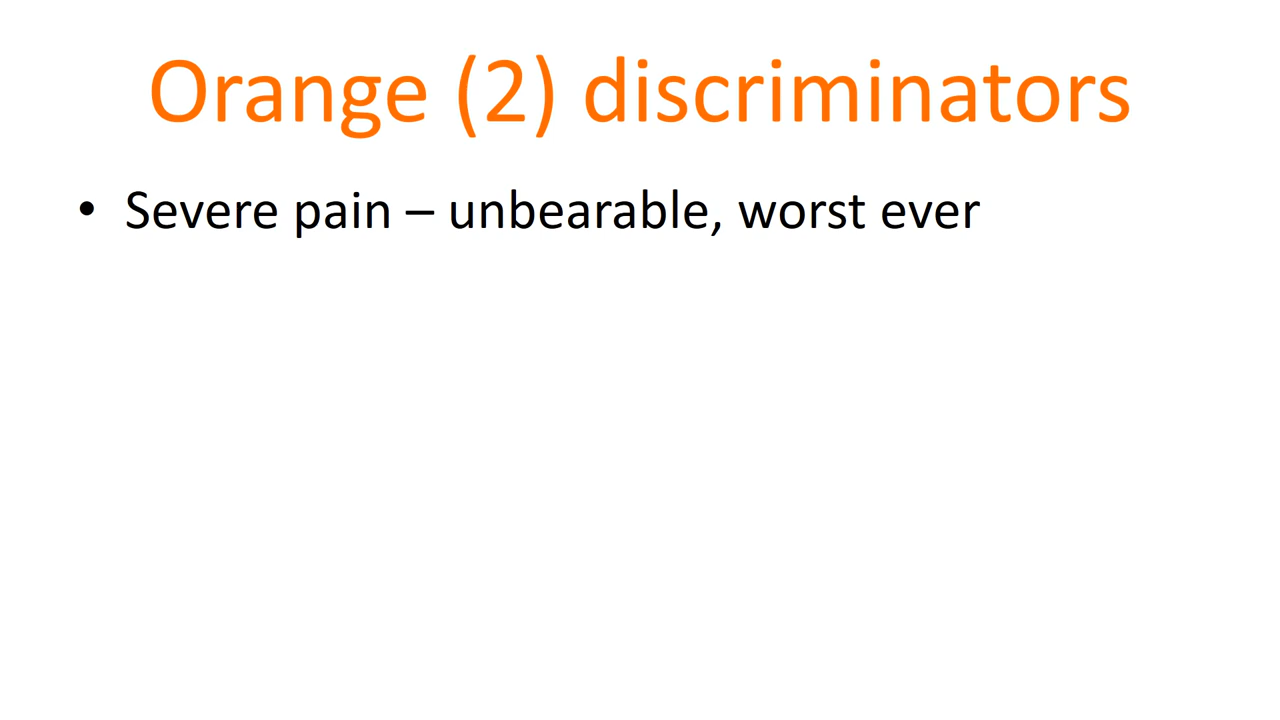 Orange (2) discriminators
• Severe pain – unbearable, worst ever